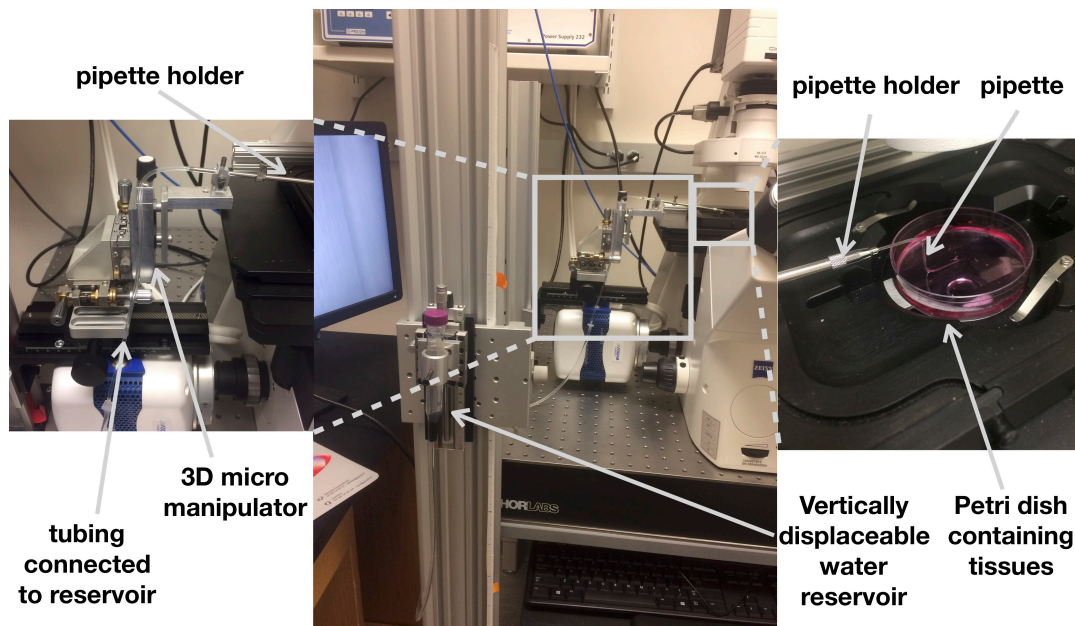 pipette holder
3D micro
manipulator
tubing
connected
to reservoir
Power Supply 232
ZEISS
HORLABS
pipette holder
pipette
Vertically
displaceable
water
reservoir
Petri dish
containing
tissues